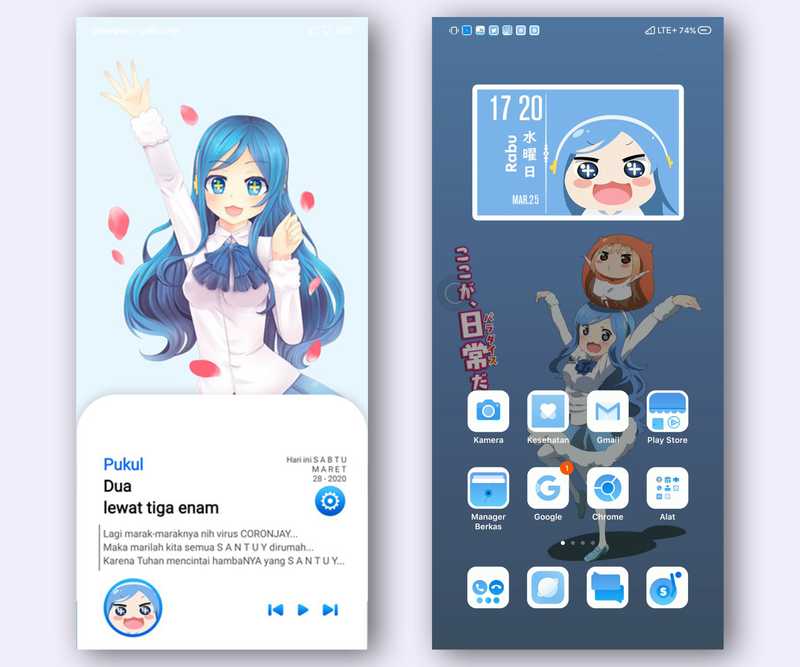 Pukul
Dua
lewat tiga enam
Hari ini S A B T U
M A R E T
28 - 2020
Lagi marak-maraknya nih virus CORONJAY...
Maka marilah kita semua S A N T U Y dirumah...
Karena Tuhan mencintai hambaNYA yang S A N T U Y...
LTE+ 74%
17 20
Rabu
水曜日
MAR.25
ここが、
日常だ
パラダイス
Kamera
Kesehatan
Gmail
Play Store
Manager
Berkas
1
Google
Chrome
Alat
S